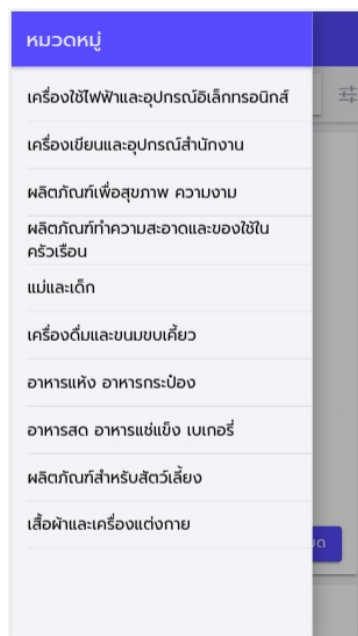 หมวดหมู่
เครื่องใช้ไฟฟ้าและอุปกรณ์อิเล็กทรอนิกส์
เครื่องเขียนและอุปกรณ์สำนักงาน
ผลิตภัณฑ์เพื่อสุขภาพ ความงาม
ผลิตภัณฑ์ทำความสะอาดและของใช้ใน
ครัวเรือน
แม่และเด็ก
เครื่องดื่มและขนมขบเคี้ยว
อาหารแห้ง อาหารกระป๋อง
อาหารสด อาหารแช่แข็ง เบเกอรี่
ผลิตภัณฑ์สำหรับสัตว์เลี้ยง
เสื้อผ้าและเครื่องแต่งกาย